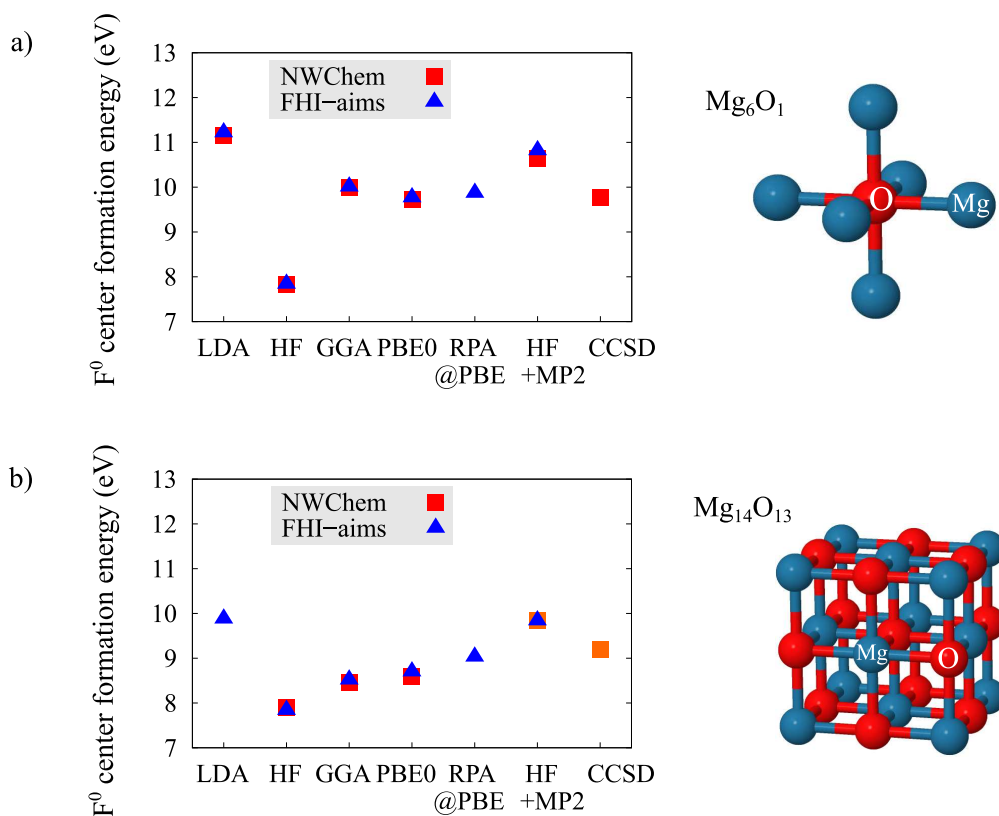 a)
F⁰ center formation energy (eV)
13
12
11
10
9
8
7
NWChem
FHI−aims
LDA HF GGA PBE0 RPA HF CCSD
@PBE +MP2
Mg₆O₁
O
Mg
b)
F⁰ center formation energy (eV)
13
12
11
10
9
8
7
NWChem
FHI−aims
LDA HF GGA PBE0 RPA HF CCSD
@PBE +MP2
Mg₁₄O₁₃
Mg
O